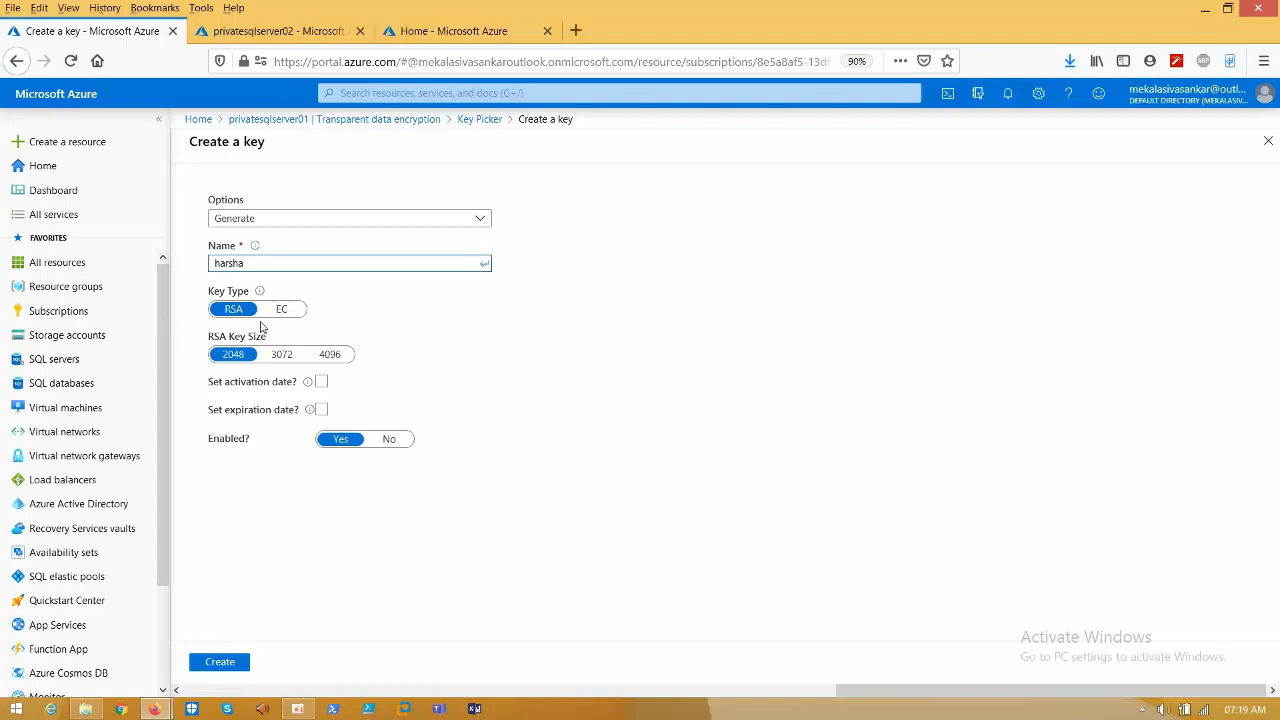 File Edit View History Bookmarks Tools Help
Create a key - Microsoft Azure
privatesqlserver02 - Microsoft
Home - Microsoft Azure
https://portal.azure.com/#@mekalasivasankaroutlook.onmicrosoft.com/resource/subscriptions/8e5a8af5-13df
90%
Microsoft Azure
Search resources, services, and docs (G+/)
mekalasivasankar@outl...
DEFAULT DIRECTORY (MEKALASIV...
Home > privatesqlserver01 | Transparent data encryption > Key Picker > Create a key
Create a key
Create a resource
Home
Dashboard
All services
FAVORITES
All resources
Resource groups
Subscriptions
Storage accounts
SQL servers
SQL databases
Virtual machines
Virtual networks
Virtual network gateways
Load balancers
Azure Active Directory
Recovery Services vaults
Availability sets
SQL elastic pools
Quickstart Center
App Services
Function App
Azure Cosmos DB
Monitor
Options
Generate
Name *
harsha
Key Type
RSA EC
RSA Key Size
2048 3072 4096
Set activation date?
Set expiration date?
Enabled?
Yes No
Create
Activate Windows
Go to PC settings to activate Windows.
07:19 AM